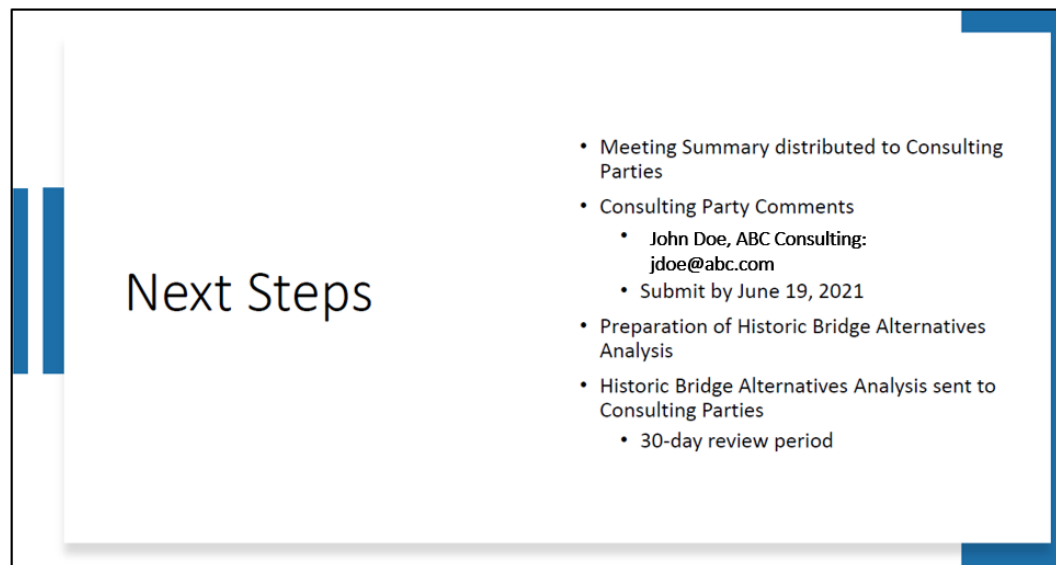 Next Steps
• Meeting Summary distributed to Consulting
Parties
• Consulting Party Comments
• John Doe, ABC Consulting:
jdoe@abc.com
• Submit by June 19, 2021
• Preparation of Historic Bridge Alternatives
Analysis
• Historic Bridge Alternatives Analysis sent to
Consulting Parties
• 30-day review period